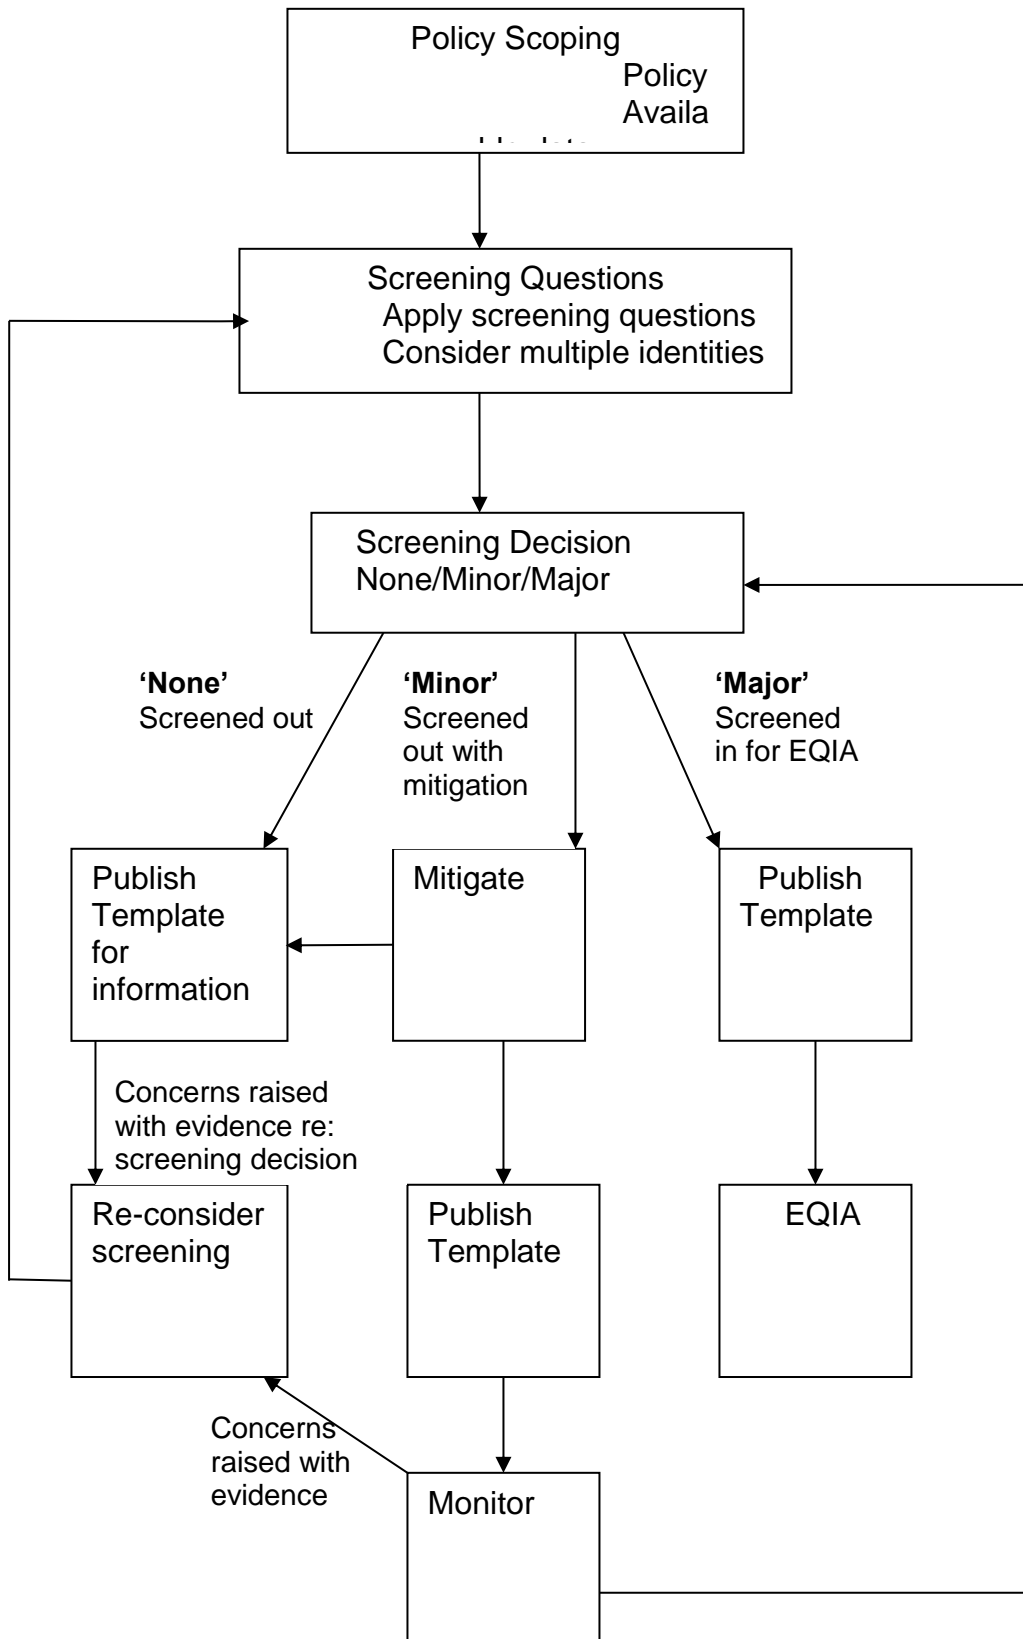 Policy Scoping
Policy
Availa
Screening Questions
Apply screening questions
Consider multiple identities
Screening Decision
None/Minor/Major
‘None’
Screened out
‘Minor’
Screened
out with
mitigation
‘Major’
Screened
in for EQIA
Publish
Template
for
information
Mitigate
Publish
Template
Concerns raised
with evidence re:
screening decision
Re-consider
screening
Publish
Template
EQIA
Concerns
raised with
evidence
Monitor